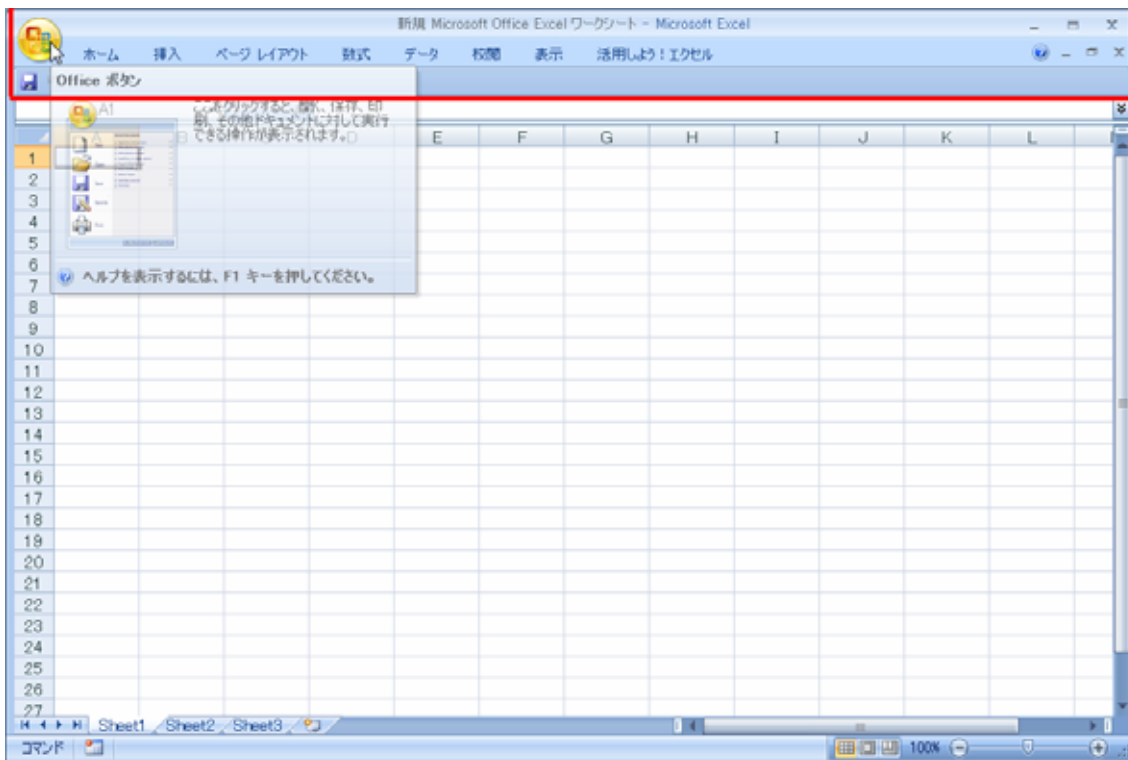 新規 Microsoft Office Excel ワークシート - Microsoft Excel
ホーム 挿入 ページ レイアウト 数式 データ 校閲 表示 活用しよう！エクセル
Office ボタン
A1
ここをクリックすると、開く、保存、印
刷、その他ドキュメントに対して実行
できる操作が表示されます。
A B D E F G H I J K L
1
2
3
4
5
6
ヘルプを表示するには、F1 キーを押してください。
7
8
9
10
11
12
13
14
15
16
17
18
19
20
21
22
23
24
25
26
27
Sheet1 Sheet2 Sheet3
コマンド 100%